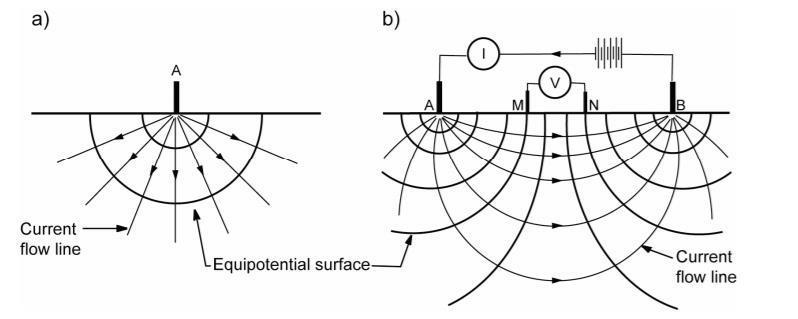 a)
A
Current
flow line
Equipotential surface
b)
I
V
A
M
N
B
Current
flow line